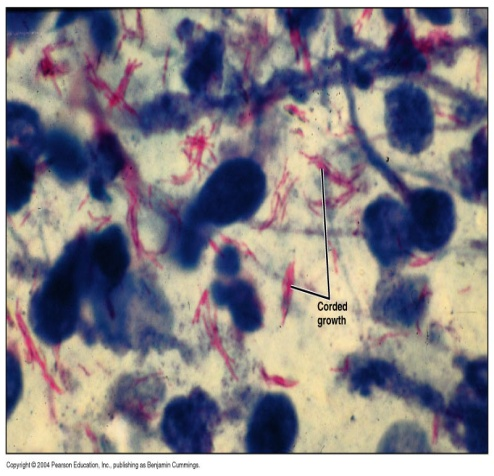 Corded
growth
Copyright © 2004 Pearson Education, Inc., publishing as Benjamin Cummings.